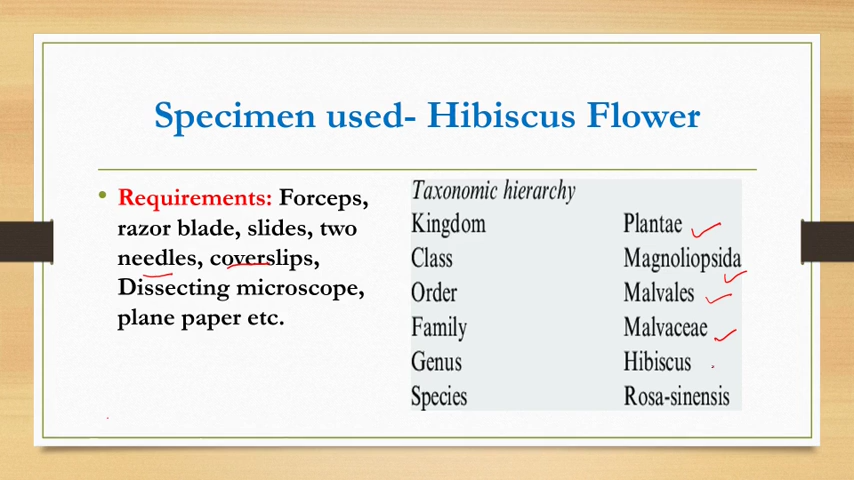 Specimen used- Hibiscus Flower
• Requirements: Forceps,
razor blade, slides, two
needles, coverslips,
Dissecting microscope,
plane paper etc.
Taxonomic hierarchy
Kingdom Plantae
Class Magnoliopsida
Order Malvales
Family Malvaceae
Genus Hibiscus
Species Rosa-sinensis